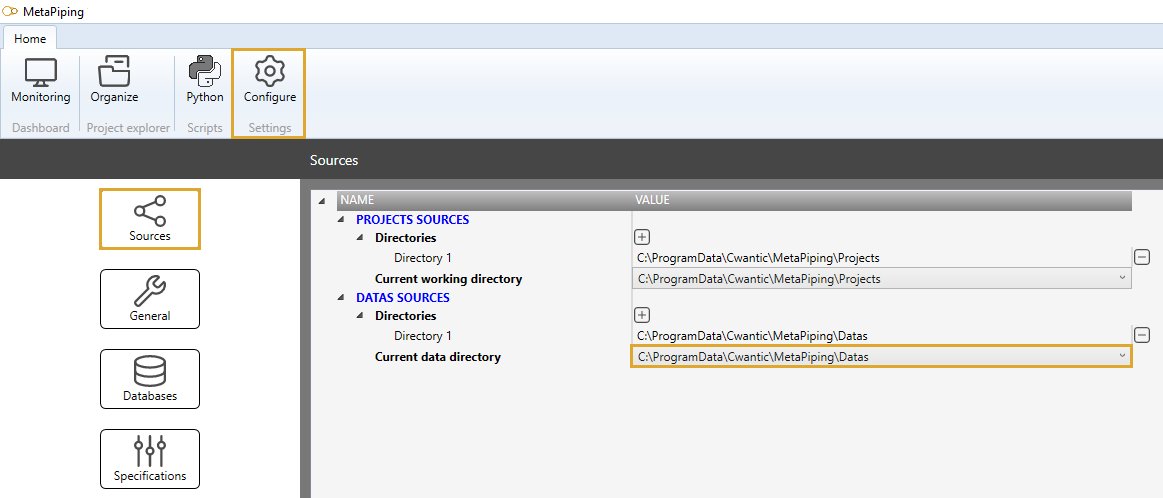 MetaPiping
Home
Monitoring
Organize
Python
Configure
Dashboard
Project explorer
Scripts
Settings
Sources
Sources
General
Databases
Specifications
NAME VALUE
PROJECTS SOURCES
Directories
Directory 1 C:\ProgramData\Cwantic\MetaPiping\Projects
Current working directory C:\ProgramData\Cwantic\MetaPiping\Projects
DATAS SOURCES
Directories
Directory 1 C:\ProgramData\Cwantic\MetaPiping\Datas
Current data directory C:\ProgramData\Cwantic\MetaPiping\Datas